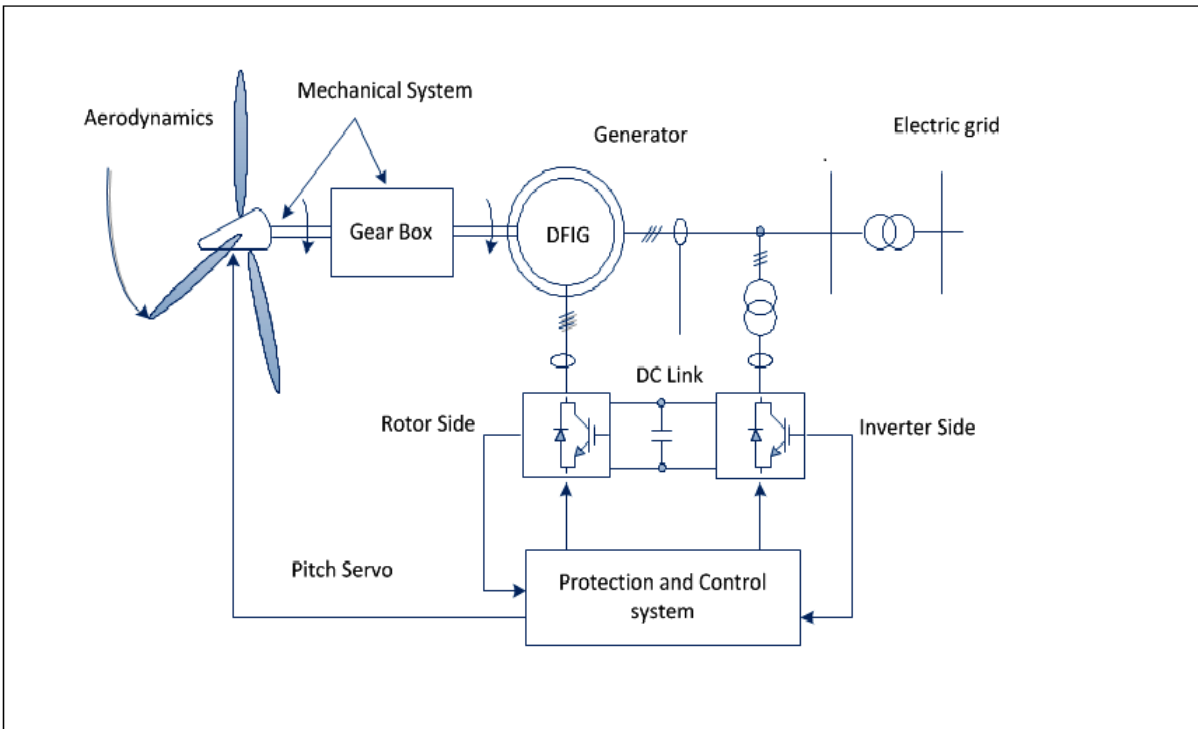 Mechanical System
Aerodynamics
Generator
Electric grid
Gear Box
DFIG
DC Link
Rotor Side
Inverter Side
Pitch Servo
Protection and Control
system